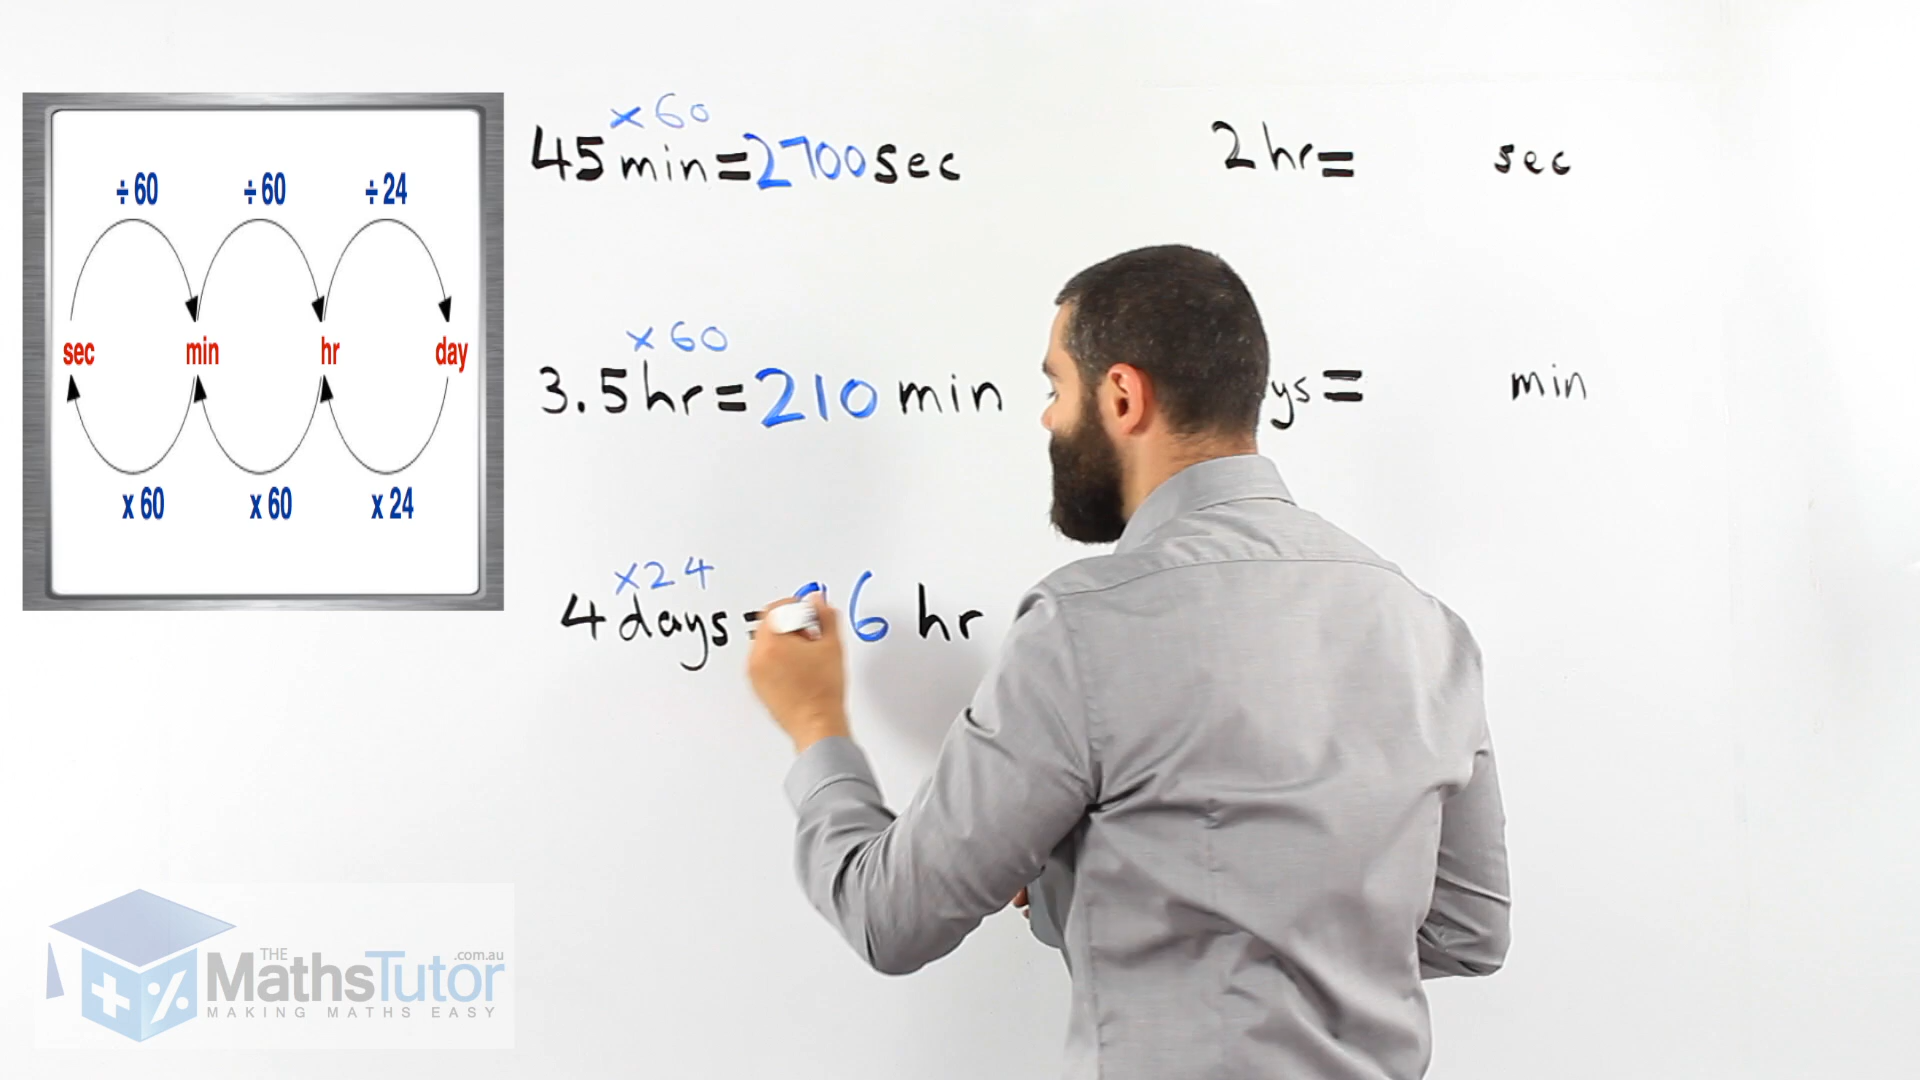 ÷ 60 ÷ 60 ÷ 24
sec min hr day
x 60 x 60 x 24
x 60
45 min = 2700 sec
x 60
3.5 hr = 210 min
x 24
4 days = 6 hr
2 hr = sec
ys = min
THE
MathsTutor .com.au
MAKING MATHS EASY